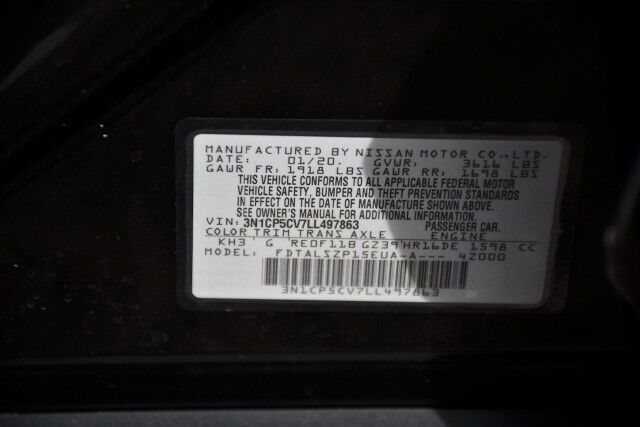 MANUFACTURED BY NISSAN MOTOR CO.,LTD.
DATE: 01/20. GVWR: 3616 LBS
GAWR FR: 1918 LBS GAWR RR: 1698 LBS
THIS VEHICLE CONFORMS TO ALL APPLICABLE FEDERAL MOTOR
VEHICLE SAFETY, BUMPER AND THEFT PREVENTION STANDARDS
IN EFFECT ON THE DATE OF MANUFACTURE SHOWN ABOVE.
SEE OWNER'S MANUAL FOR ADDITIONAL INFORMATION.
VIN: 3N1CP5CV7LL497863 PASSENGER CAR.
COLOR TRIM TRANS AXLE ENGINE
KH3 G RE0F11B GZ39 HR16DE 1598 CC
MODEL: FDTALSZP15EUA-A--- 42000
3N1CP5CV7LL497863